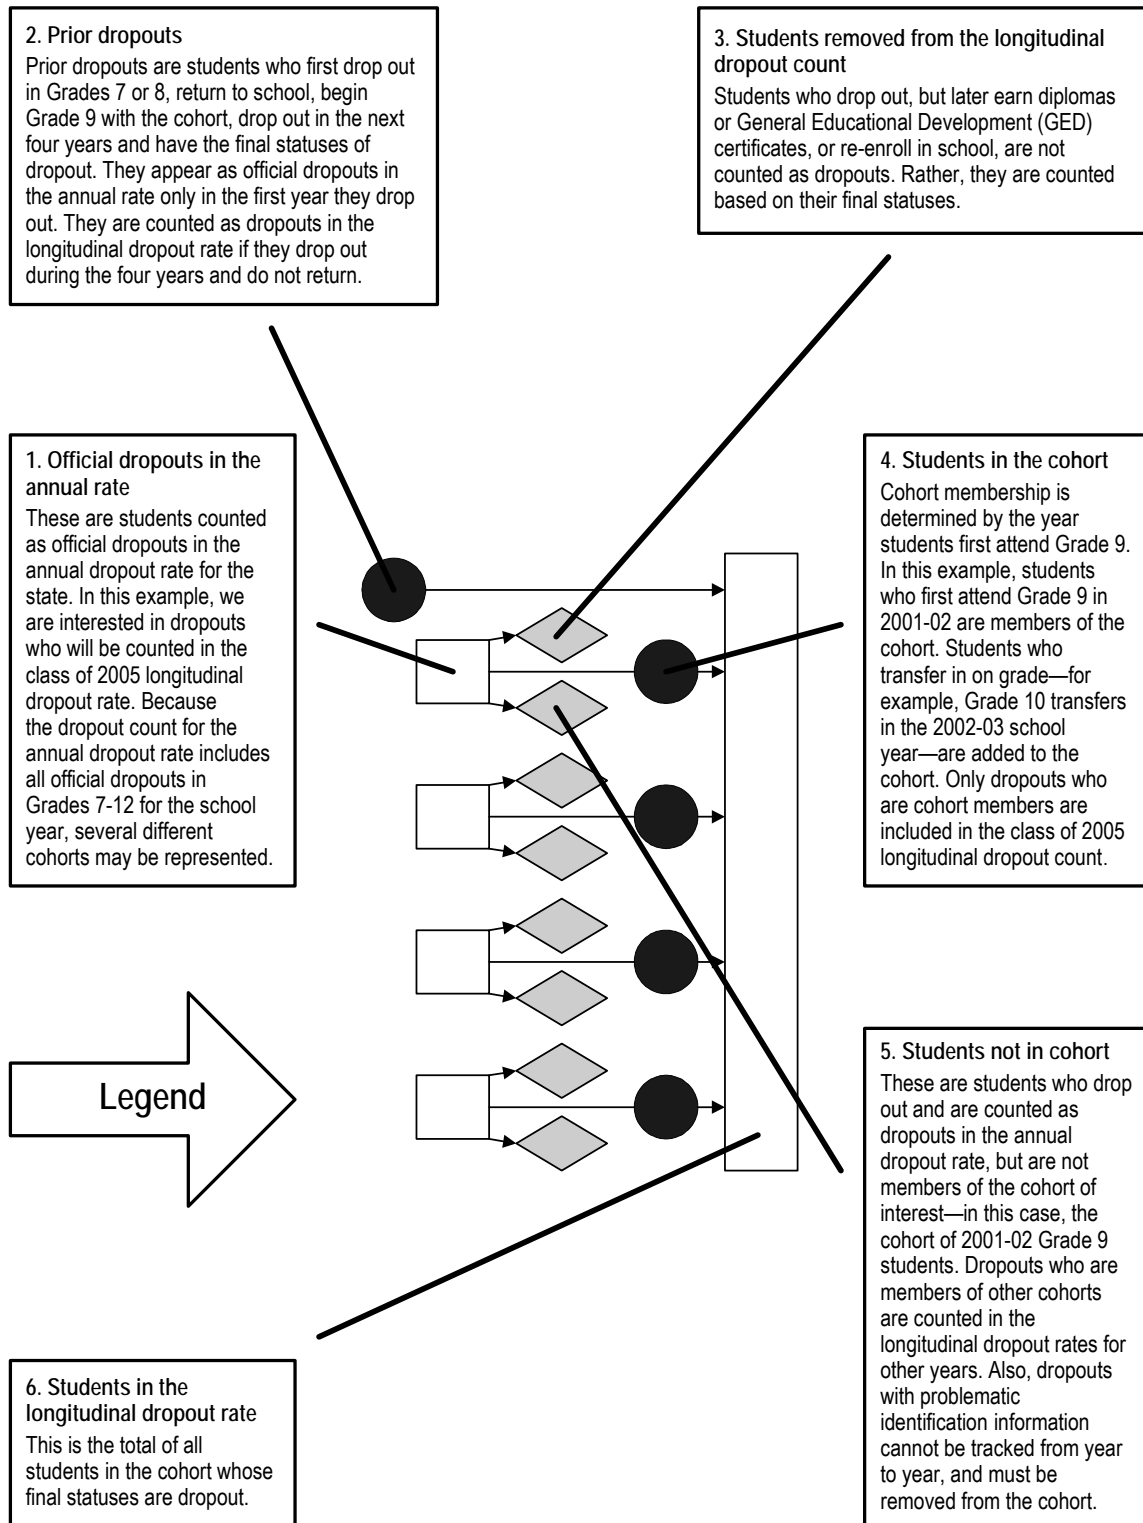 2. Prior dropouts
Prior dropouts are students who first drop out
in Grades 7 or 8, return to school, begin
Grade 9 with the cohort, drop out in the next
four years and have the final statuses of
dropout. They appear as official dropouts in
the annual rate only in the first year they drop
out. They are counted as dropouts in the
longitudinal dropout rate if they drop out
during the four years and do not return.
3. Students removed from the longitudinal
dropout count
Students who drop out, but later earn diplomas
or General Educational Development (GED)
certificates, or re-enroll in school, are not
counted as dropouts. Rather, they are counted
based on their final statuses.
1. Official dropouts in the
annual rate
These are students counted
as official dropouts in the
annual dropout rate for the
state. In this example, we
are interested in dropouts
who will be counted in the
class of 2005 longitudinal
dropout rate. Because
the dropout count for the
annual dropout rate includes
all official dropouts in
Grades 7-12 for the school
year, several different
cohorts may be represented.
4. Students in the cohort
Cohort membership is
determined by the year
students first attend Grade 9.
In this example, students
who first attend Grade 9 in
2001-02 are members of the
cohort. Students who
transfer in on grade—for
example, Grade 10 transfers
in the 2002-03 school
year—are added to the
cohort. Only dropouts who
are cohort members are
included in the class of 2005
longitudinal dropout count.
Legend
5. Students not in cohort
These are students who drop
out and are counted as
dropouts in the annual
dropout rate, but are not
members of the cohort of
interest—in this case, the
cohort of 2001-02 Grade 9
students. Dropouts who are
members of other cohorts
are counted in the
longitudinal dropout rates for
other years. Also, dropouts
with problematic
identification information
cannot be tracked from year
to year, and must be
removed from the cohort.
6. Students in the
longitudinal dropout rate
This is the total of all
students in the cohort whose
final statuses are dropout.